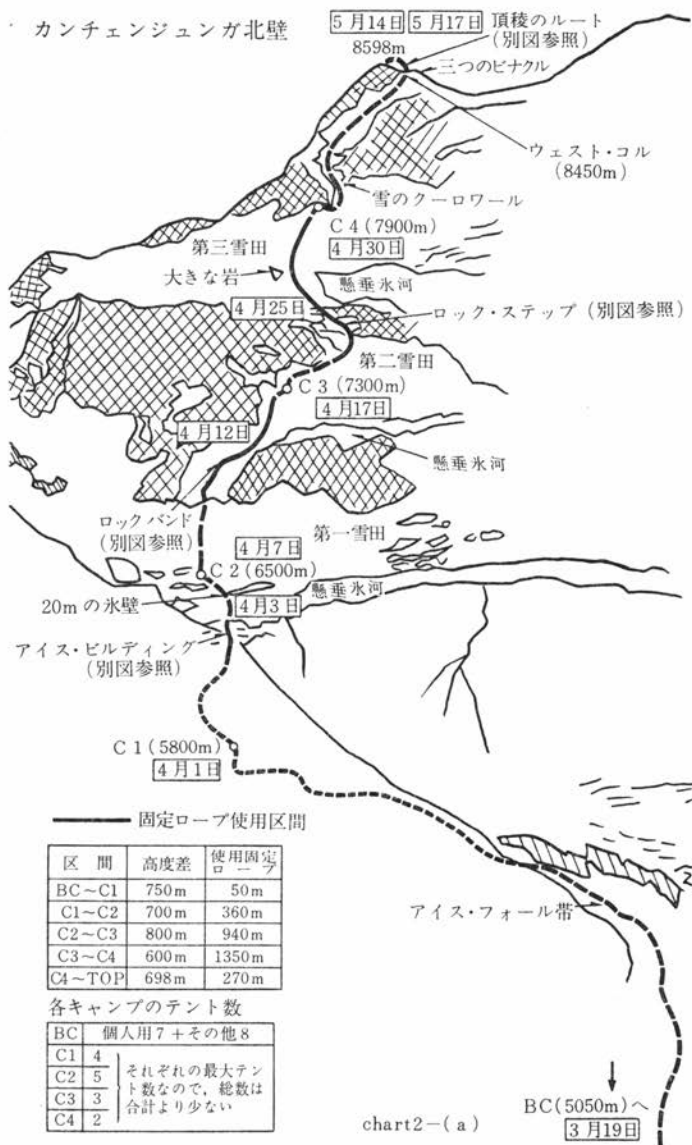 カンチェンジュンガ北壁
5月14日 5月17日
8598m
頂稜のルート
(別図参照)
三つのピナクル
ウェスト・コル
(8450m)
雪のクーロワール
C4(7900m)
4月30日
第三雪田
大きな岩
懸垂氷河
4月25日
ロック・ステップ(別図参照)
第二雪田
C3(7300m)
4月17日
4月12日
懸垂氷河
ロックバンド
(別図参照)
第一雪田
4月7日
C2(6500m)
20mの氷壁
4月3日
懸垂氷河
アイス・ビルディング
(別図参照)
C1(5800m)
4月1日
固定ロープ使用区間
区間 高度差 使用固定ロープ
BC~C1 750m 50m
C1~C2 700m 360m
C2~C3 800m 940m
C3~C4 600m 1350m
C4~TOP 698m 270m
アイス・フォール帯
各キャンプのテント数
BC 個人用7+その他8
C1 4
C2 5
C3 3
C4 2
それぞれの最大テン
ト数なので，総数は
合計より少ない
chart2-(a)
BC(5050m)へ
3月19日